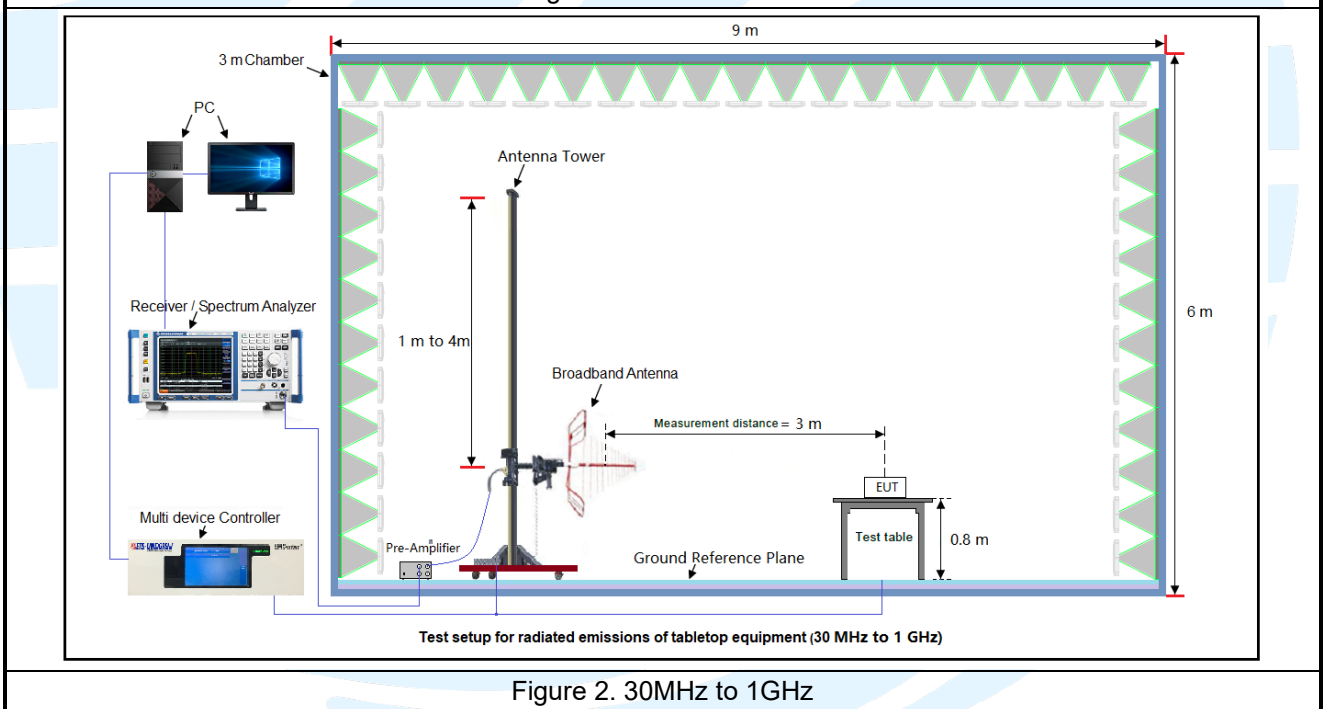 9 m
3 m Chamber
PC
Antenna Tower
Receiver / Spectrum Analyzer
1 m to 4m
6 m
Broadband Antenna
Measurement distance = 3 m
EUT
Multi device Controller
Pre-Amplifier
Test table
0.8 m
Ground Reference Plane
Test setup for radiated emissions of tabletop equipment (30 MHz to 1 GHz)
Figure 2. 30MHz to 1GHz